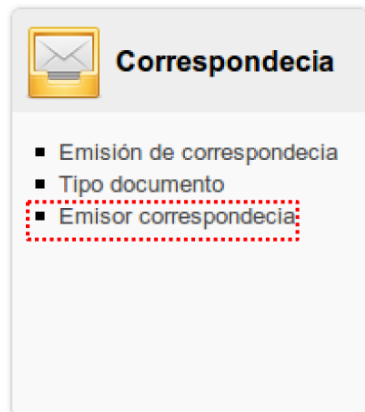 Correspondecia
Emisión de correspondecia
Tipo documento
Emisor correspondecia